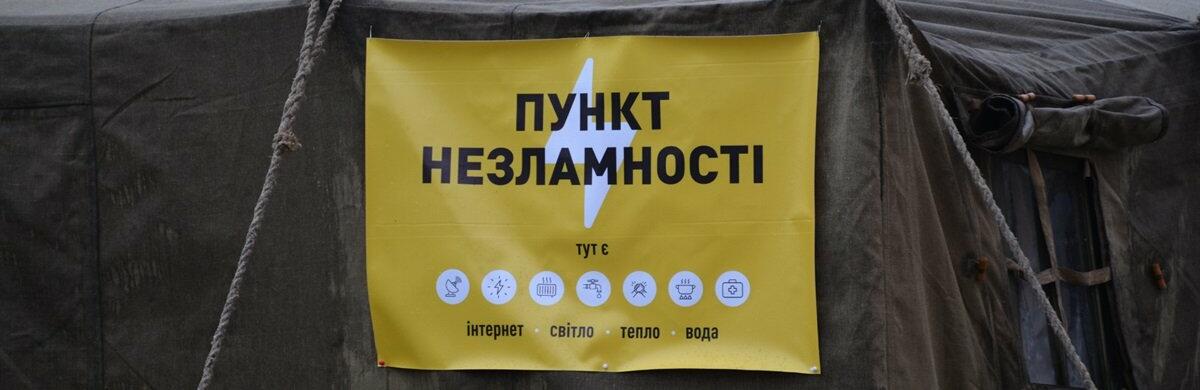 ПУНКТ
НЕЗЛАМНОСТІ
тут є
інтернет · світло · тепло · вода